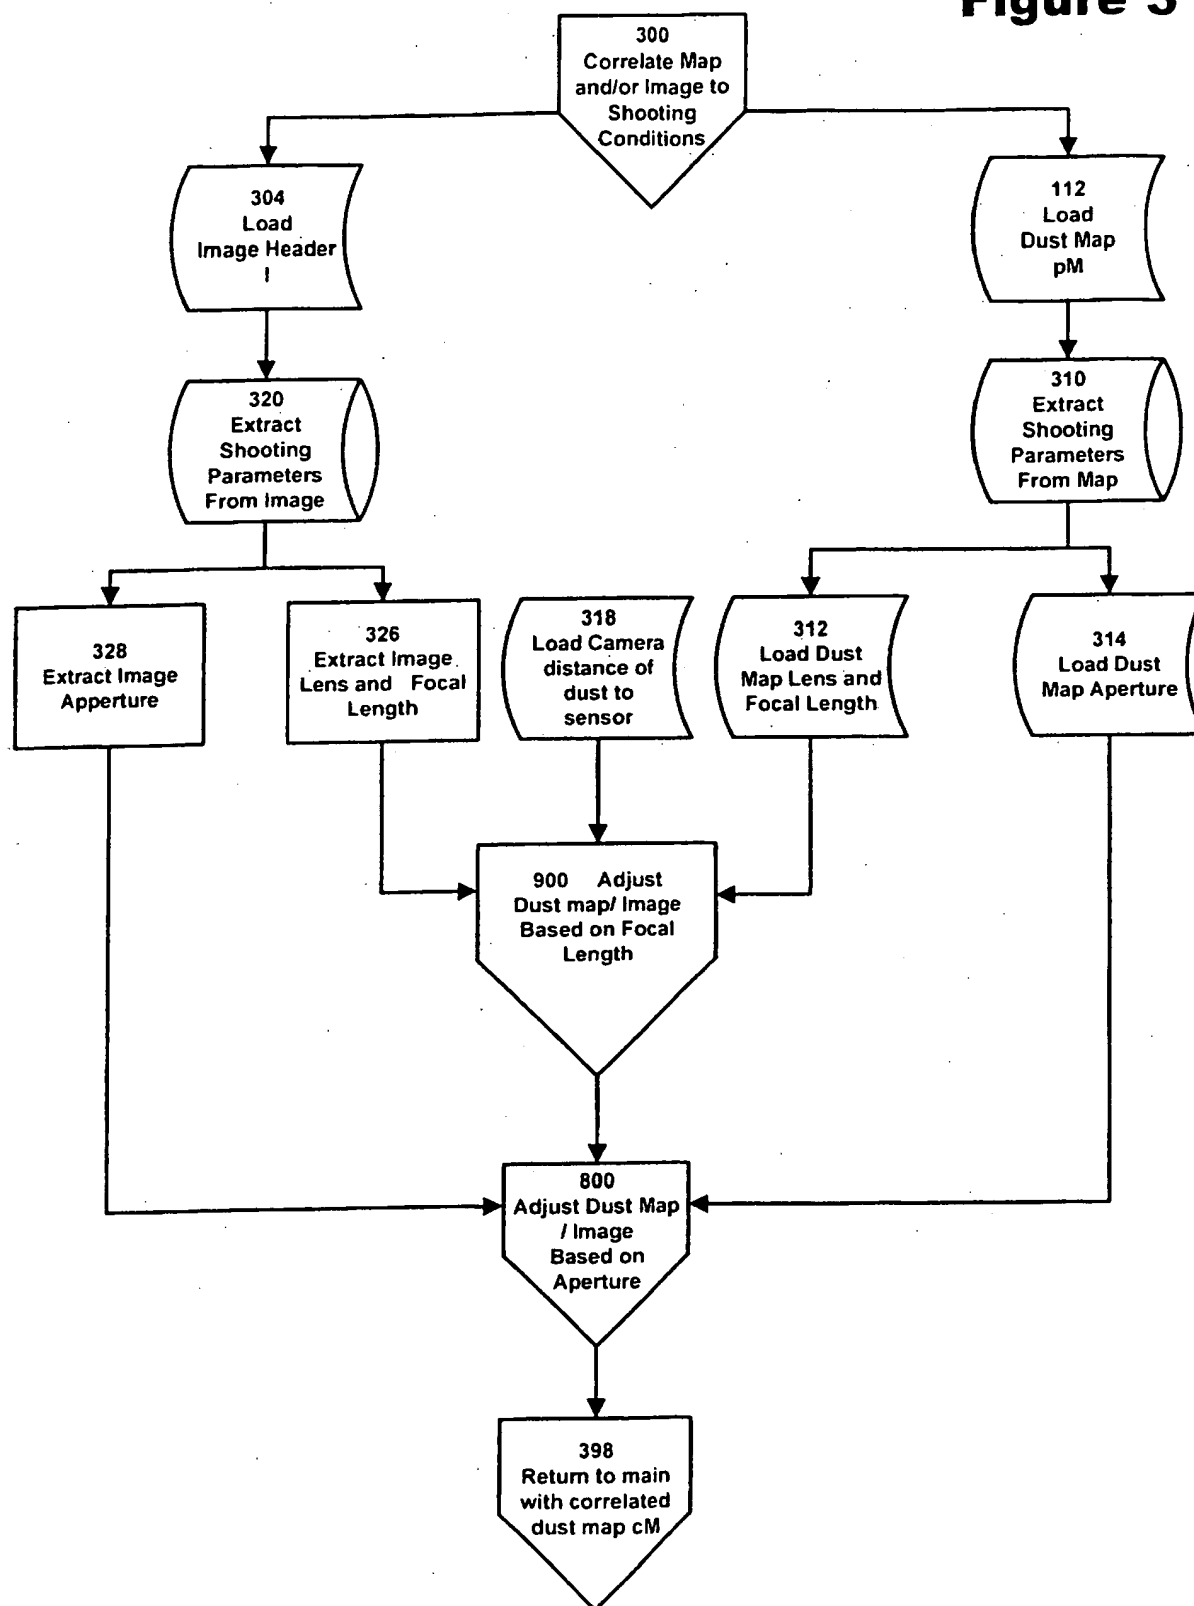 Figure 3
300
Correlate Map
and/or Image to
Shooting
Conditions
304
Load
Image Header
I
112
Load
Dust Map
pM
320
Extract
Shooting
Parameters
From Image
310
Extract
Shooting
Parameters
From Map
328
Extract Image
Apperture
326
Extract Image
Lens and Focal
Length
318
Load Camera
distance of
dust to
sensor
312
Load Dust
Map Lens and
Focal Length
314
Load Dust
Map Aperture
900 Adjust
Dust map/ Image
Based on Focal
Length
800
Adjust Dust Map
/ Image
Based on
Aperture
398
Return to main
with correlated
dust map cM